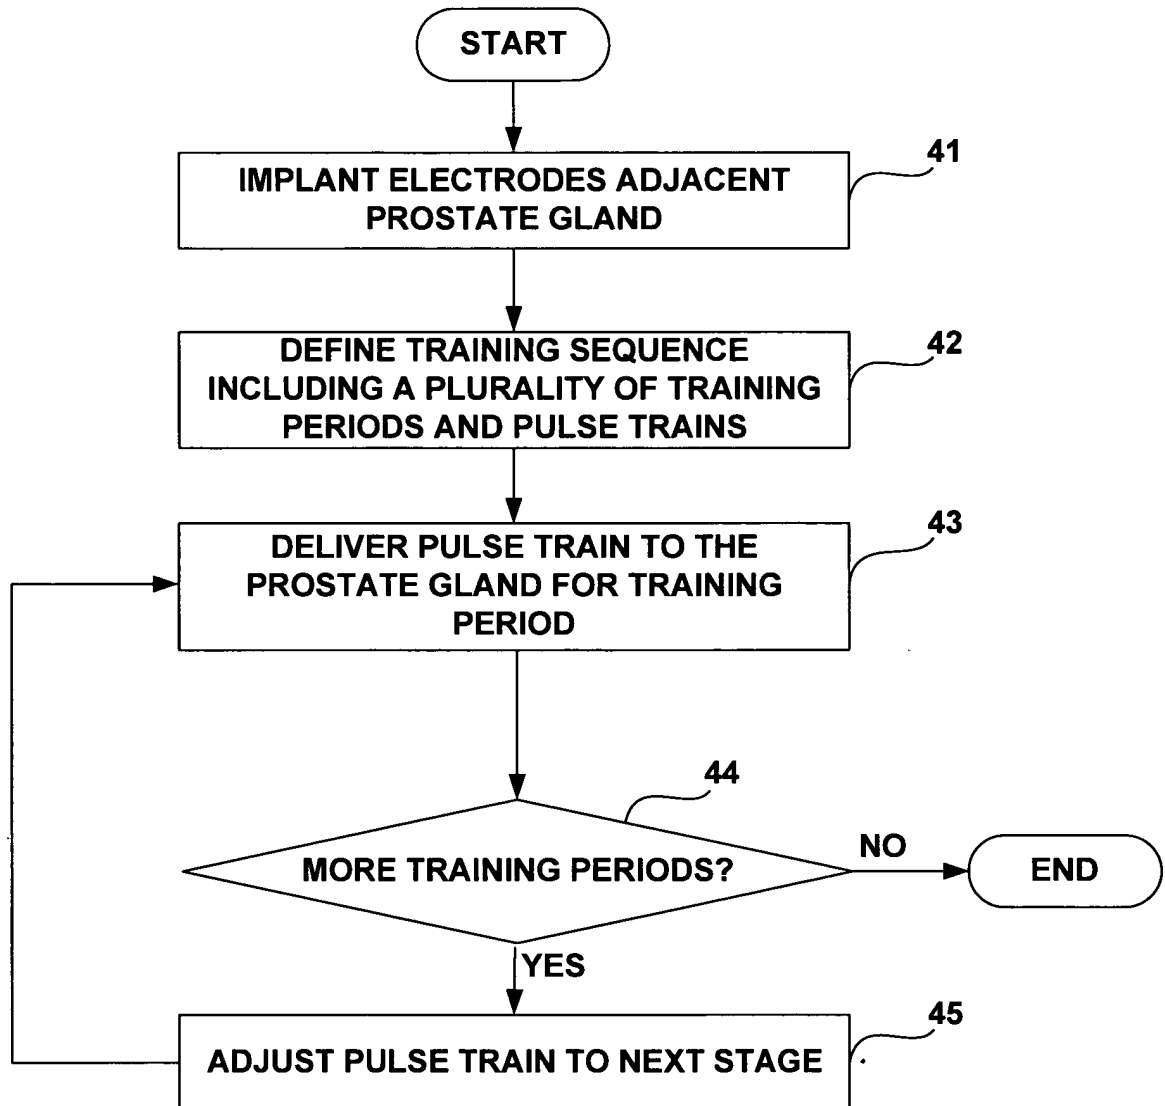 START
41
IMPLANT ELECTRODES ADJACENT
PROSTATE GLAND
42
DEFINE TRAINING SEQUENCE
INCLUDING A PLURALITY OF TRAINING
PERIODS AND PULSE TRAINS
43
DELIVER PULSE TRAIN TO THE
PROSTATE GLAND FOR TRAINING
PERIOD
44
MORE TRAINING PERIODS?
NO
END
YES
45
ADJUST PULSE TRAIN TO NEXT STAGE